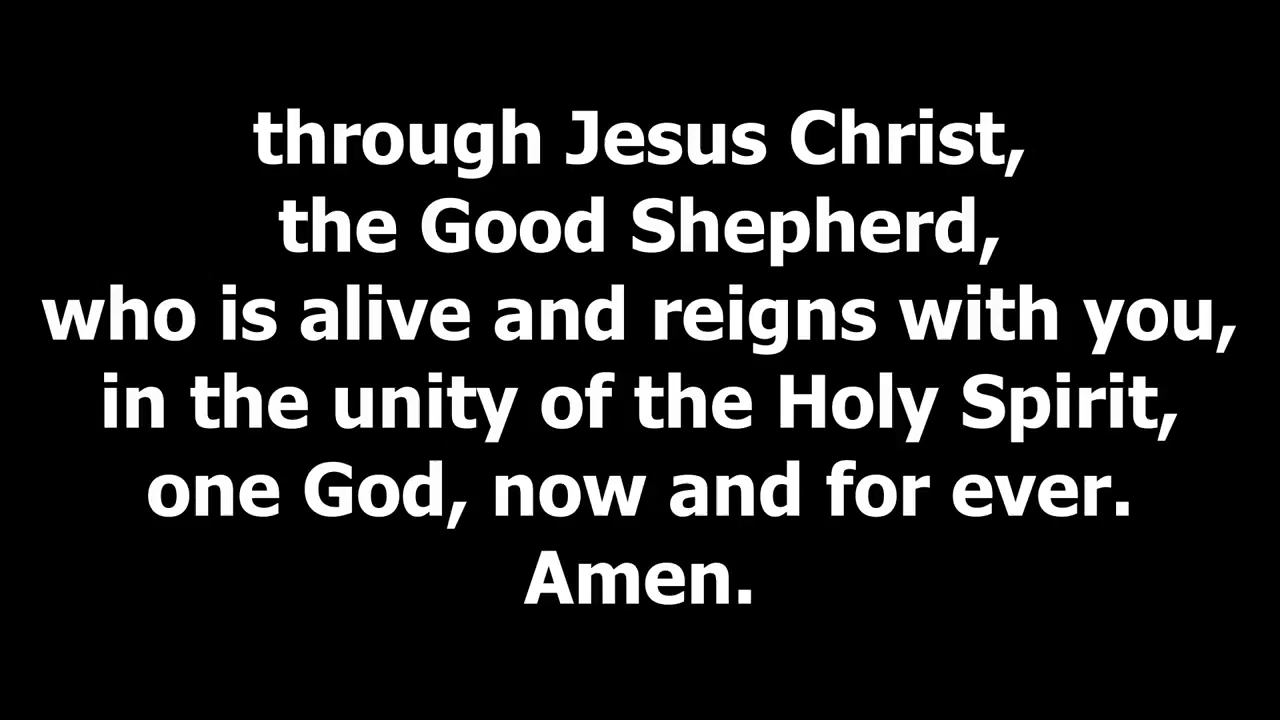 through Jesus Christ,
the Good Shepherd,
who is alive and reigns with you,
in the unity of the Holy Spirit,
one God, now and for ever.
Amen.